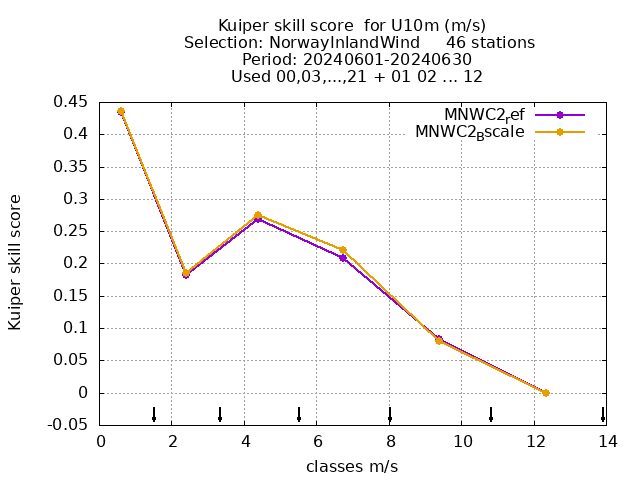 Kuiper skill score  for U10m (m/s)
Selection: NorwayInlandWind     46 stations
Period: 20240601-20240630
Used 00,03,...,21 + 01 02 ... 12
MNWC2ref
MNWC2Bscale
0.45
0.4
0.35
0.3
0.25
0.2
0.15
0.1
0.05
0
-0.05
Kuiper skill score
0 2 4 6 8 10 12 14
classes m/s